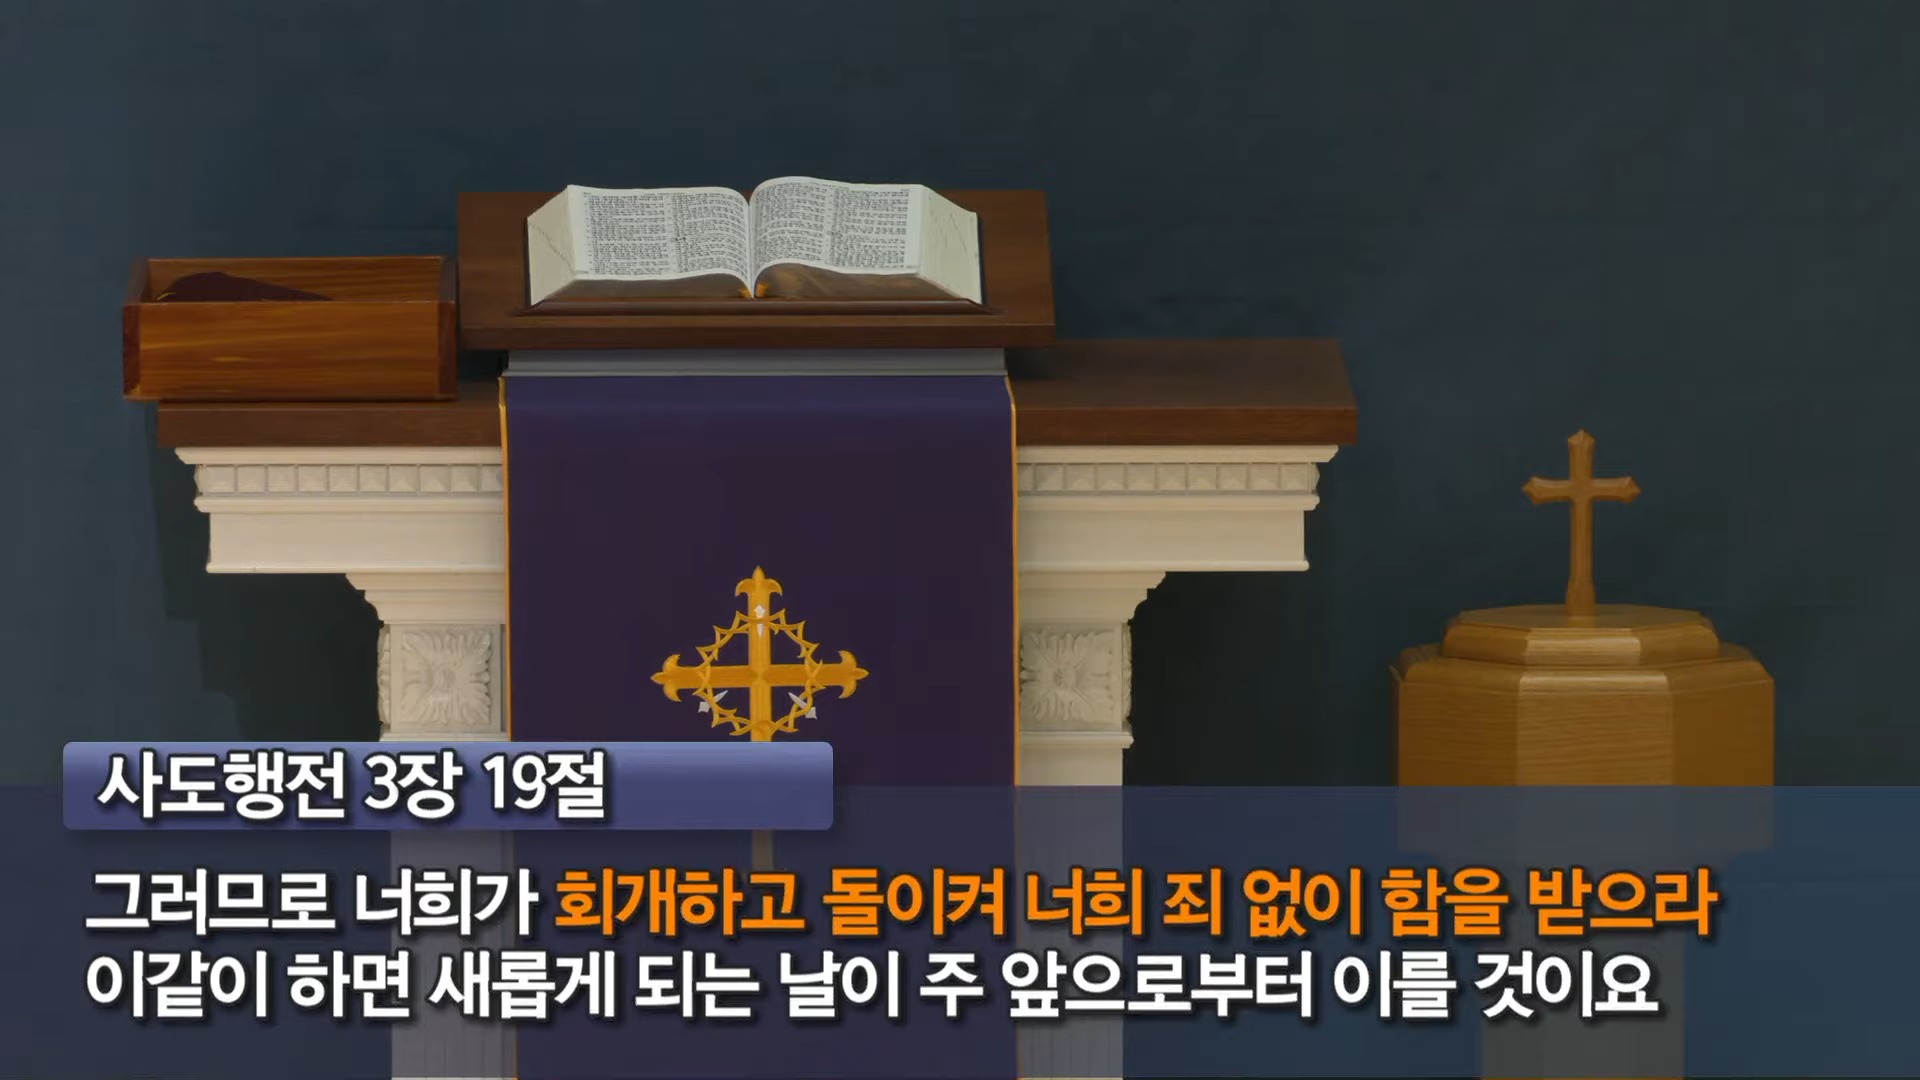 사도행전 3장 19절
그러므로 너희가 회개하고 돌이켜 너희 죄 없이 함을 받으라
이같이 하면 새롭게 되는 날이 주 앞으로부터 이를 것이요